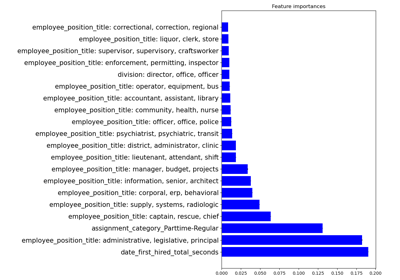 Feature importances
employee_position_title: correctional, correction, regional
employee_position_title: liquor, clerk, store
employee_position_title: supervisor, supervisory, craftsworker
employee_position_title: enforcement, permitting, inspector
division: director, office, officer
employee_position_title: operator, equipment, bus
employee_position_title: accountant, assistant, library
employee_position_title: community, health, nurse
employee_position_title: officer, office, police
employee_position_title: psychiatrist, psychiatric, transit
employee_position_title: district, administrator, clinic
employee_position_title: lieutenant, attendant, shift
employee_position_title: manager, budget, projects
employee_position_title: information, senior, architect
employee_position_title: corporal, erp, behavioral
employee_position_title: supply, systems, radiologic
employee_position_title: captain, rescue, chief
assignment_category_Parttime-Regular
employee_position_title: administrative, legislative, principal
date_first_hired_total_seconds
0.000 0.025 0.050 0.075 0.100 0.125 0.150 0.175 0.200